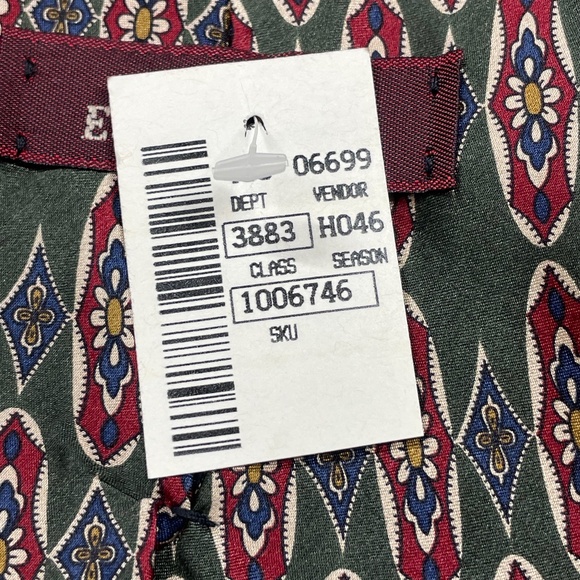 E
06699
DEPT VENDOR
3883 H046
CLASS SEASON
1006746
SKU